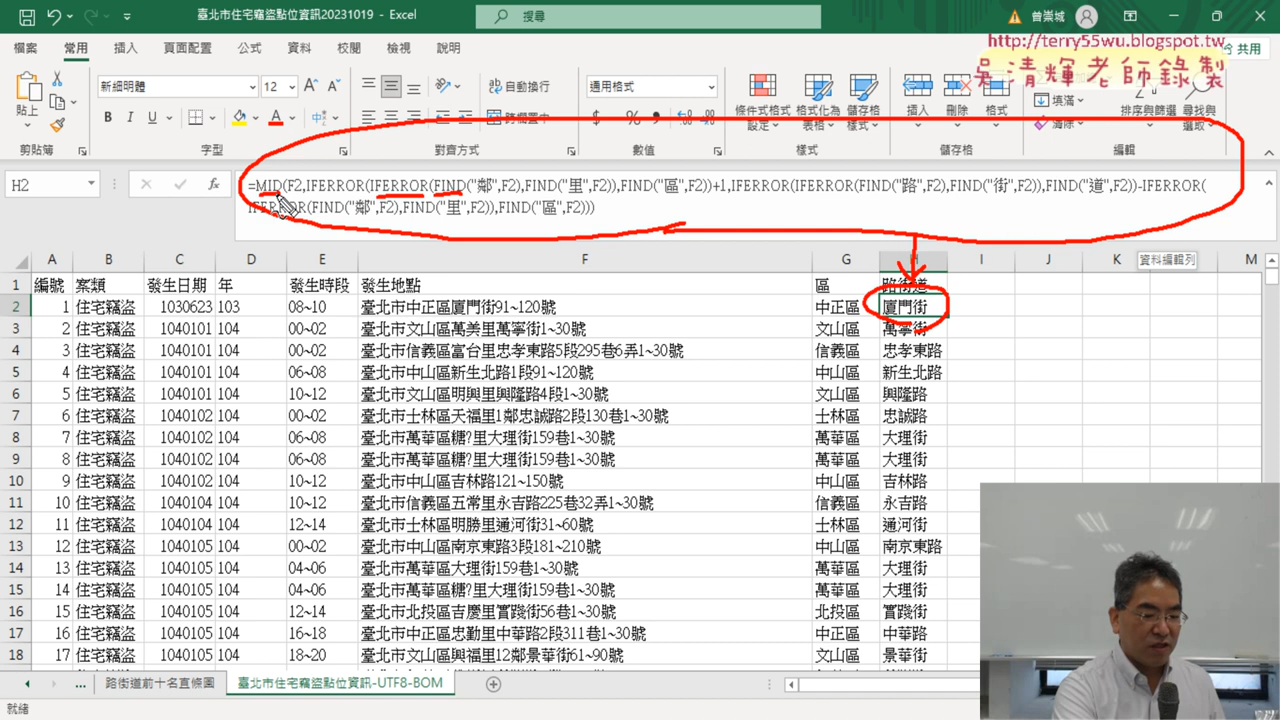 臺北市住宅竊盜點位資訊20231019 - Excel
搜尋
曾崇城
http://terry55wu.blogspot.tw
吳清輝老師錄製
檔案 常用 插入 頁面配置 公式 資料 校閱 檢視 說明
共用
貼上
新細明體 12
自動換行
通用格式
條件式格式設定 格式化為表格 儲存格樣式
插入 刪除 格式
填滿
清除
排序與篩選 尋找與選取
剪貼簿 字型 對齊方式 數值 樣式 儲存格 編輯
H2
=MID(F2,IFERROR(IFERROR(FIND("鄰",F2),FIND("里",F2)),FIND("區",F2))+1,IFERROR(IFERROR(FIND("路",F2),FIND("街",F2)),FIND("道",F2))-IFERROR(
IFERROR(FIND("鄰",F2),FIND("里",F2)),FIND("區",F2)))
資料編輯列
A B C D E F G H I J K M
1 編號 案類 發生日期 年 發生時段 發生地點 區 路街道
2 1 住宅竊盜 1030623 103 08~10 臺北市中正區廈門街91~120號 中正區 廈門街
3 2 住宅竊盜 1040101 104 00~02 臺北市文山區萬美里萬寧街1~30號 文山區 萬寧街
4 3 住宅竊盜 1040101 104 00~02 臺北市信義區富台里忠孝東路5段295巷6弄1~30號 信義區 忠孝東路
5 4 住宅竊盜 1040101 104 06~08 臺北市中山區新生北路1段91~120號 中山區 新生北路
6 5 住宅竊盜 1040101 104 10~12 臺北市文山區明興里興隆路4段1~30號 文山區 興隆路
7 6 住宅竊盜 1040102 104 00~02 臺北市士林區天福里1鄰忠誠路2段130巷1~30號 士林區 忠誠路
8 7 住宅竊盜 1040102 104 06~08 臺北市萬華區糖?里大理街159巷1~30號 萬華區 大理街
9 8 住宅竊盜 1040102 104 06~08 臺北市萬華區糖?里大理街159巷1~30號 萬華區 大理街
10 9 住宅竊盜 1040102 104 10~12 臺北市中山區吉林路121~150號 中山區 吉林路
11 10 住宅竊盜 1040104 104 10~12 臺北市信義區五常里永吉路225巷32弄1~30號 信義區 永吉路
12 11 住宅竊盜 1040104 104 12~14 臺北市士林區明勝里通河街31~60號 士林區 通河街
13 12 住宅竊盜 1040105 104 00~02 臺北市中山區南京東路3段181~210號 中山區 南京東路
14 13 住宅竊盜 1040105 104 04~06 臺北市萬華區大理街159巷1~30號 萬華區 大理街
15 14 住宅竊盜 1040105 104 04~06 臺北市萬華區糖?里大理街159巷1~30號 萬華區 大理街
16 15 住宅竊盜 1040105 104 12~14 臺北市北投區吉慶里實踐街56巷1~30號 北投區 實踐街
17 16 住宅竊盜 1040105 104 16~18 臺北市中正區忠勤里中華路2段311巷1~30號 中正區 中華路
18 17 住宅竊盜 1040105 104 18~20 臺北市文山區興福里12鄰景華街61~90號 文山區 景華街
... 路街道前十名直條圖 臺北市住宅竊盜點位資訊-UTF8-BOM
就緒